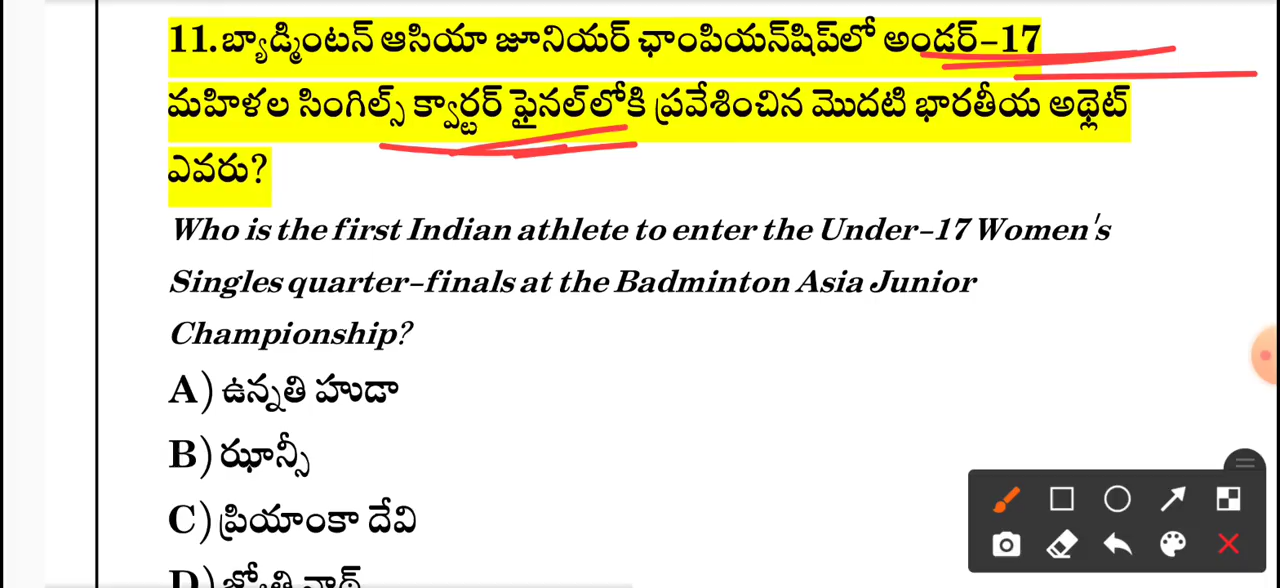 11.బ్యాడ్మింటన్ ఆసియా జూనియర్ ఛాంపియన్‌షిప్‌లో అండర్-17
మహిళల సింగిల్స్ క్వార్టర్ ఫైనల్‌లోకి ప్రవేశించిన మొదటి భారతీయ అథ్లెట్
ఎవరు?
Who is the first Indian athlete to enter the Under-17 Women's
Singles quarter-finals at the Badminton Asia Junior
Championship?
A) ఉన్నతి హుడా
B) ఝాన్సీ
C) ప్రియాంకా దేవి
D) జ్యోతి నాథ్